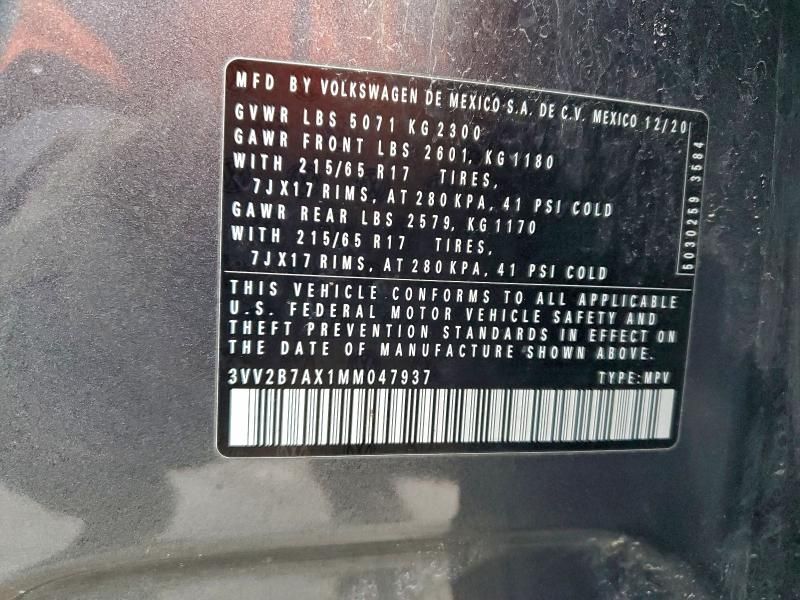 MFD BY VOLKSWAGEN DE MEXICO S.A. DE C.V. MEXICO 12/20
GVWR LBS 5071 KG 2300
GAWR FRONT LBS 2601, KG 1180
WITH 215/65 R17 TIRES,
7JX17 RIMS, AT 280 KPA, 41 PSI COLD
GAWR REAR LBS 2579, KG 1170
WITH 215/65 R17 TIRES,
7JX17 RIMS, AT 280 KPA, 41 PSI COLD
5030259 3584
THIS VEHICLE CONFORMS TO ALL APPLICABLE
U.S. FEDERAL MOTOR VEHICLE SAFETY AND
THEFT PREVENTION STANDARDS IN EFFECT ON
THE DATE OF MANUFACTURE SHOWN ABOVE.
3VV2B7AX1MM047937 TYPE: MPV